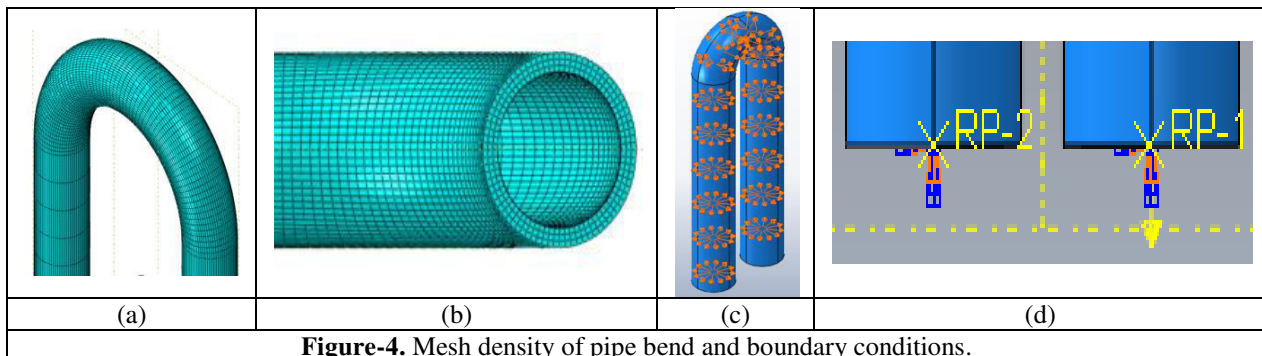 RP-2
RP-1
(a)
(b)
(c)
(d)
Figure-4. Mesh density of pipe bend and boundary conditions.